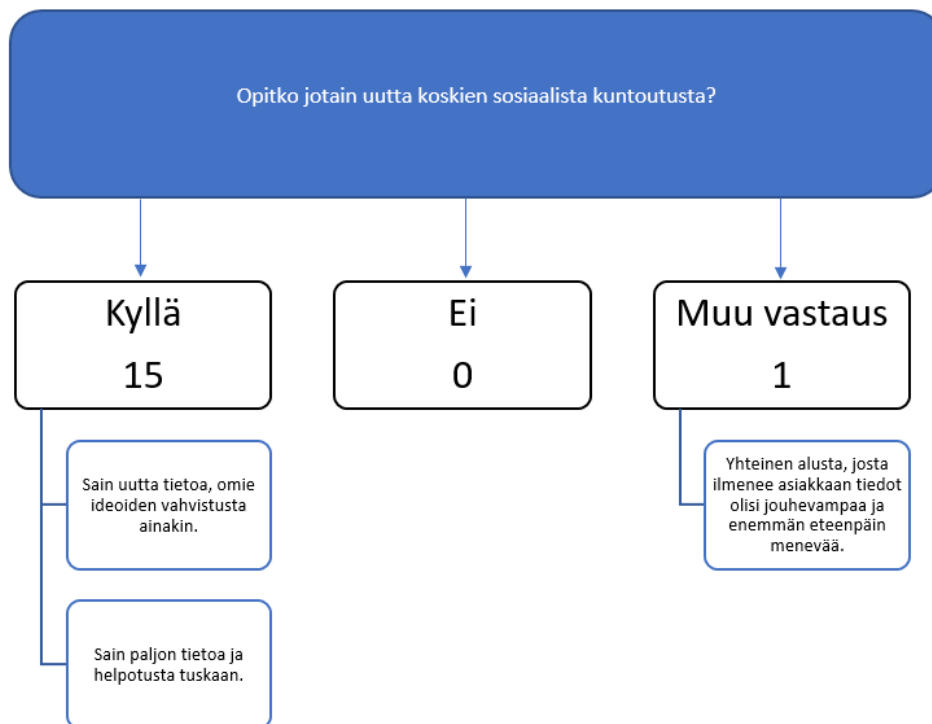 Opitko jotain uutta koskien sosiaalista kuntoutusta?
Kyllä
15
Ei
0
Muu vastaus
1
Sain uutta tietoa, omie
ideoiden vahvistusta
ainakin.
Yhteinen alusta, josta
ilmenee asiakkaan tiedot
olisi jouhevampaa ja
enemmän eteenpäin
menevää.
Sain paljon tietoa ja
helpotusta tuskaan.